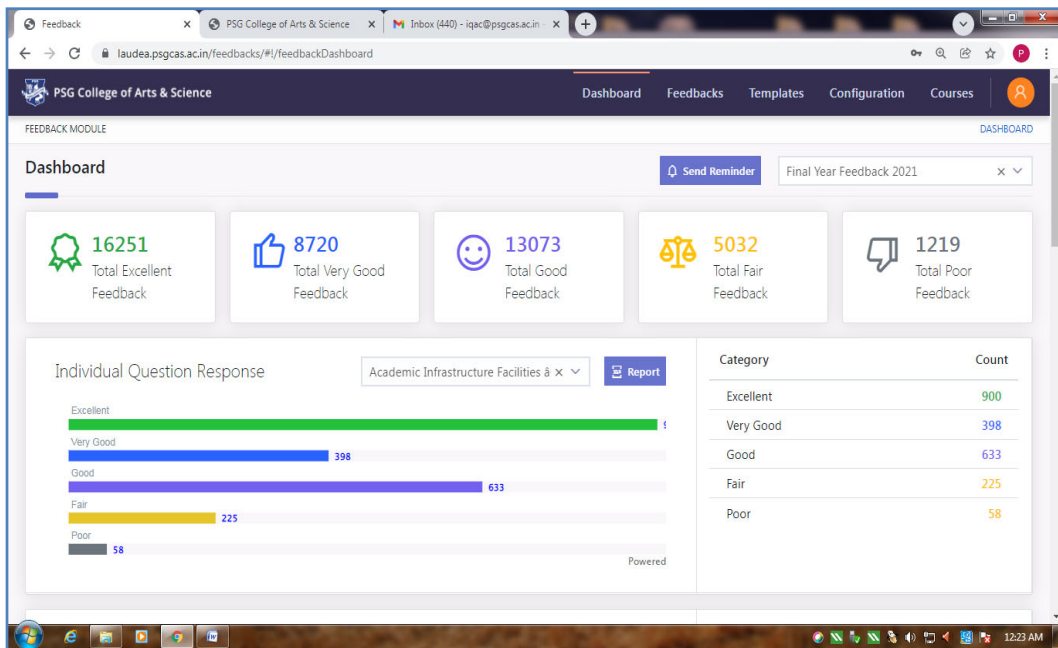 Feedback
PSG College of Arts & Science
Inbox (440) - iqac@psgcas.ac.in -
laudea.psgcas.ac.in/feedbacks/#!/feedbackDashboard
P
PSG College of Arts & Science
Dashboard Feedbacks Templates Configuration Courses
FEEDBACK MODULE
DASHBOARD
Dashboard
Send Reminder
Final Year Feedback 2021
16251
Total Excellent
Feedback
8720
Total Very Good
Feedback
13073
Total Good
Feedback
5032
Total Fair
Feedback
1219
Total Poor
Feedback
Individual Question Response
Academic Infrastructure Facilities â
Report
Excellent
9
Very Good
398
Good
633
Fair
225
Poor
58
Powered
Category Count
Excellent 900
Very Good 398
Good 633
Fair 225
Poor 58
12:23 AM